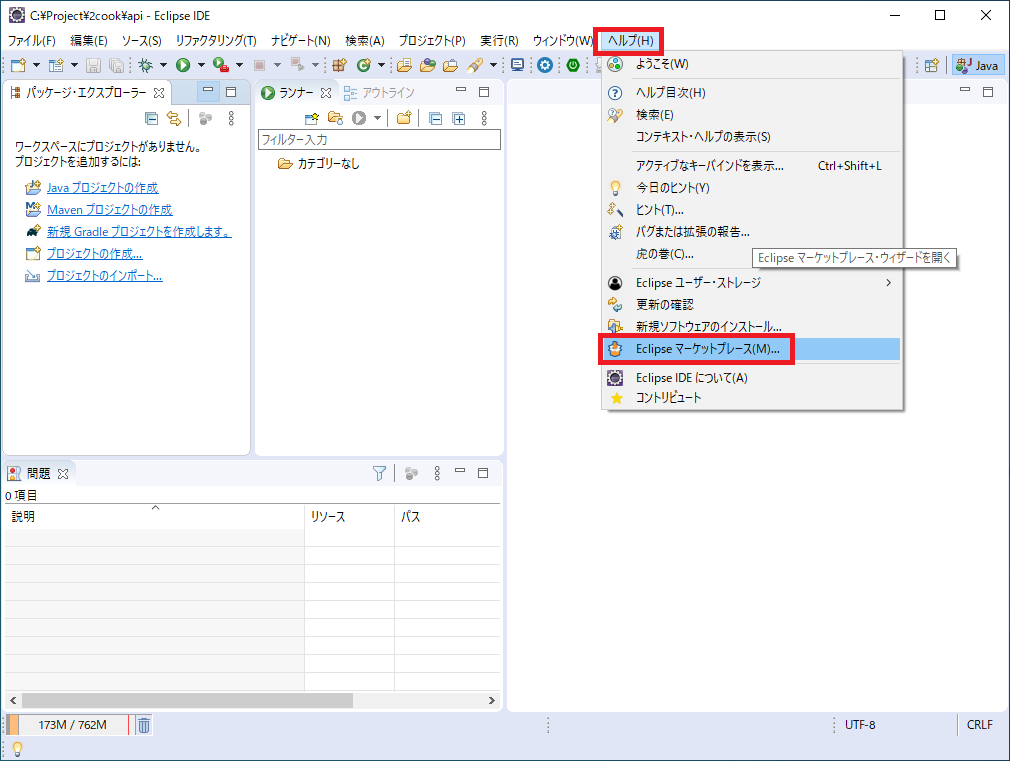 C:¥Project¥2cook¥api - Eclipse IDE
ファイル(F) 編集(E) ソース(S) リファクタリング(T) ナビゲート(N) 検索(A) プロジェクト(P) 実行(R) ウィンドウ(W) ヘルプ(H)
Java
パッケージ・エクスプローラー
ワークスペースにプロジェクトがありません。
プロジェクトを追加するには:
Java プロジェクトの作成
Maven プロジェクトの作成
新規 Gradle プロジェクトを作成します。
プロジェクトの作成...
プロジェクトのインポート...
ランナー アウトライン
フィルター入力
カテゴリーなし
ようこそ(W)
ヘルプ目次(H)
検索(E)
コンテキスト・ヘルプの表示(S)
アクティブなキーバインドを表示... Ctrl+Shift+L
今日のヒント(Y)
ヒント(T)...
バグまたは拡張の報告...
虎の巻(C)...
Eclipse マーケットプレース・ウィザードを開く
Eclipse ユーザー・ストレージ
更新の確認
新規ソフトウェアのインストール...
Eclipse マーケットプレース(M)...
Eclipse IDE について(A)
コントリビュート
問題
0 項目
説明 リソース パス
173M / 762M
UTF-8 CRLF